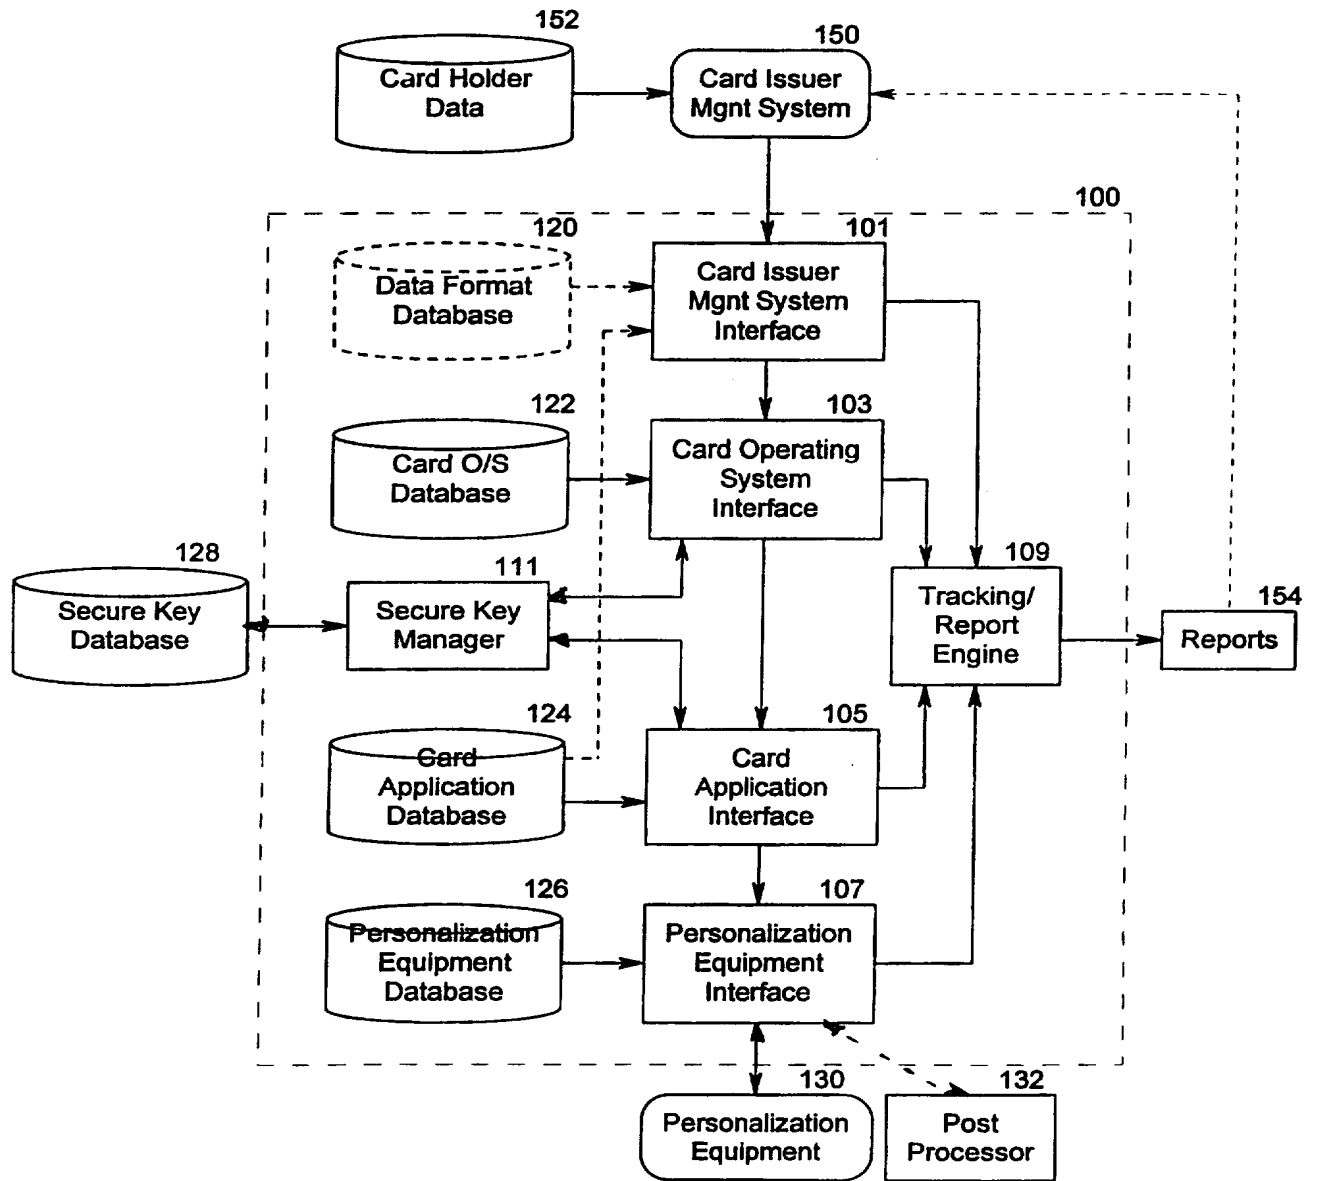 152
Card Holder
Data
150
Card Issuer
Mgnt System
100
120
Data Format
Database
101
Card Issuer
Mgnt System
Interface
122
Card O/S
Database
103
Card Operating
System
Interface
128
Secure Key
Database
111
Secure Key
Manager
109
Tracking/
Report
Engine
154
Reports
124
Card
Application
Database
105
Card
Application
Interface
126
Personalization
Equipment
Database
107
Personalization
Equipment
Interface
130
Personalization
Equipment
132
Post
Processor